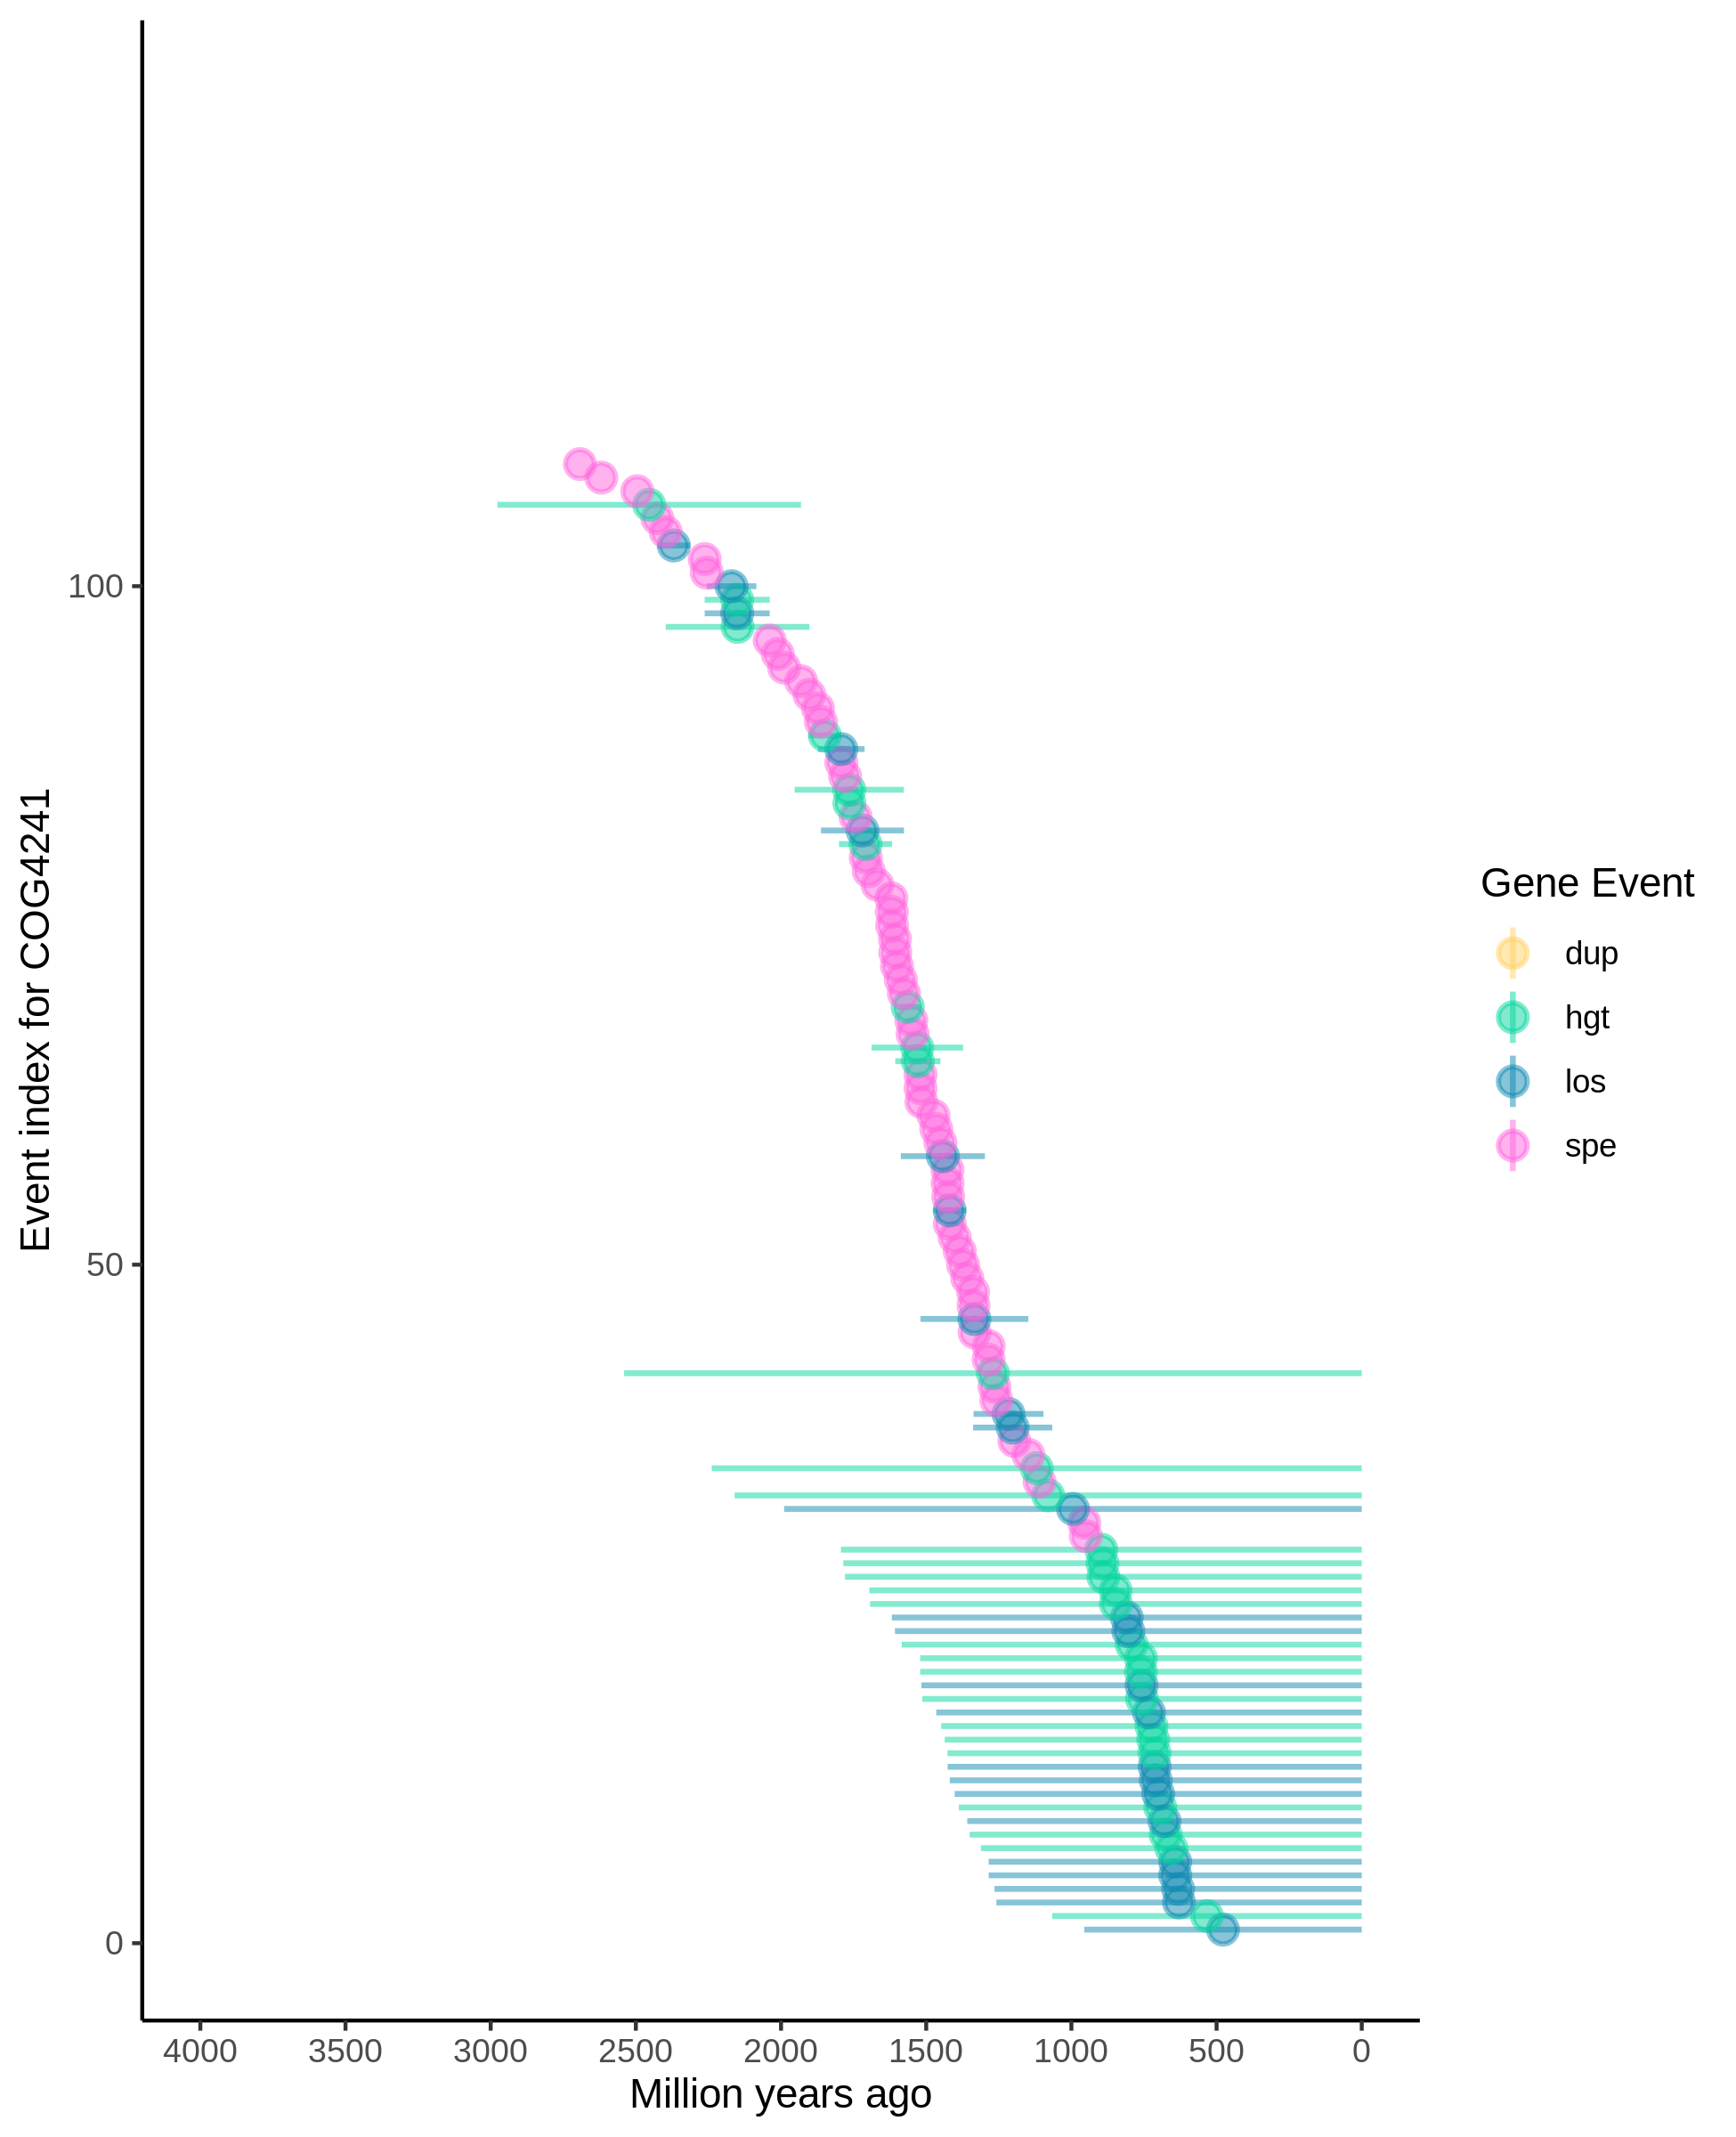 Event index for COG4241
100
50
0
4000 3500 3000 2500 2000 1500 1000 500 0
Million years ago
Gene Event
dup
hgt
los
spe